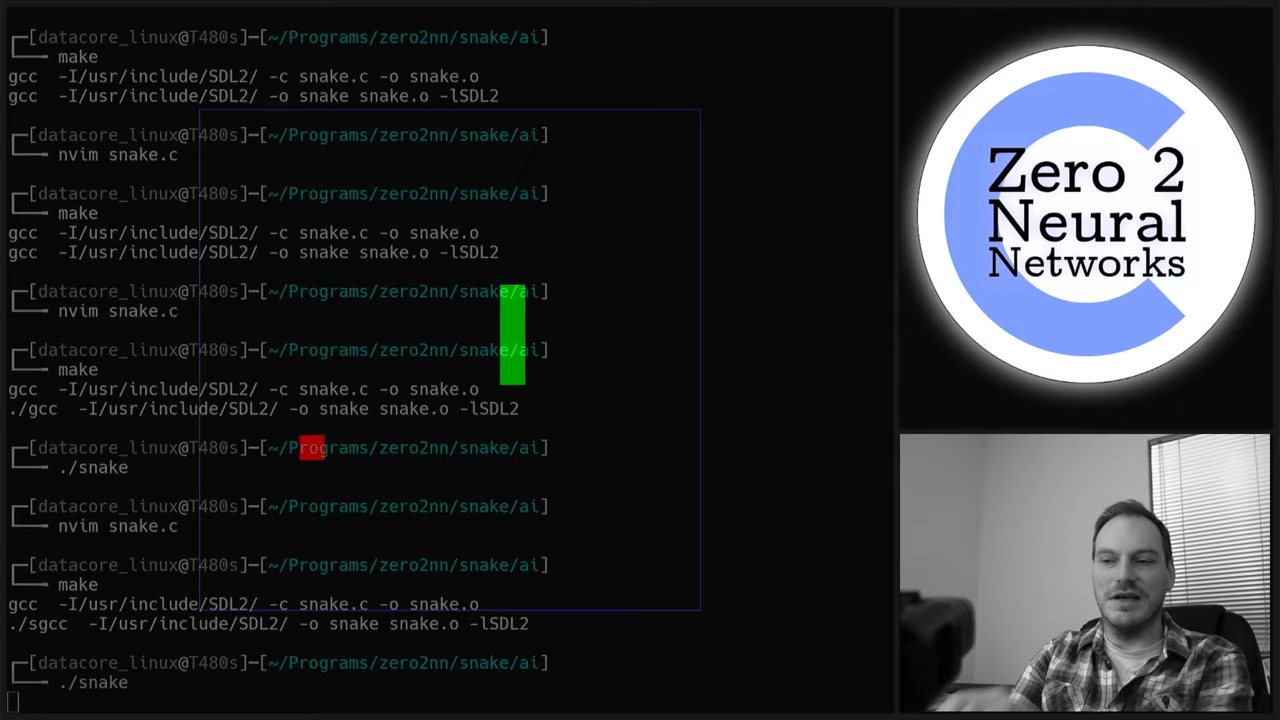 ┌─[datacore_linux@T480s]─[~/Programs/zero2nn/snake/ai]
└── make
gcc  -I/usr/include/SDL2/ -c snake.c -o snake.o
gcc  -I/usr/include/SDL2/ -o snake snake.o -lSDL2
┌─[datacore_linux@T480s]─[~/Programs/zero2nn/snake/ai]
└── nvim snake.c
┌─[datacore_linux@T480s]─[~/Programs/zero2nn/snake/ai]
└── make
gcc  -I/usr/include/SDL2/ -c snake.c -o snake.o
gcc  -I/usr/include/SDL2/ -o snake snake.o -lSDL2
┌─[datacore_linux@T480s]─[~/Programs/zero2nn/snake/ai]
└── nvim snake.c
┌─[datacore_linux@T480s]─[~/Programs/zero2nn/snake/ai]
└── make
gcc  -I/usr/include/SDL2/ -c snake.c -o snake.o
./gcc  -I/usr/include/SDL2/ -o snake snake.o -lSDL2
┌─[datacore_linux@T480s]─[~/Programs/zero2nn/snake/ai]
└── ./snake
┌─[datacore_linux@T480s]─[~/Programs/zero2nn/snake/ai]
└── nvim snake.c
┌─[datacore_linux@T480s]─[~/Programs/zero2nn/snake/ai]
└── make
gcc  -I/usr/include/SDL2/ -c snake.c -o snake.o
./sgcc  -I/usr/include/SDL2/ -o snake snake.o -lSDL2
┌─[datacore_linux@T480s]─[~/Programs/zero2nn/snake/ai]
└── ./snake
Zero 2
Neural
Networks